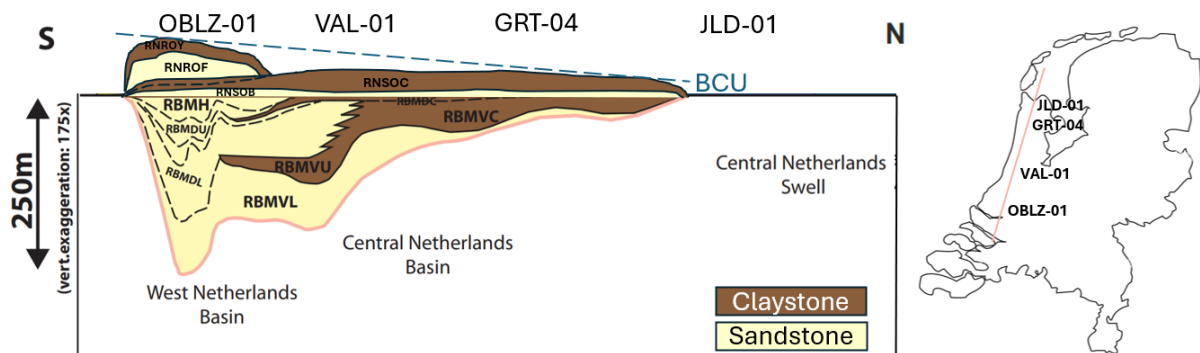 OBLZ-01 VAL-01 GRT-04 JLD-01
S N
RNROY
RNROF
RNSOC
BCU
RNSOB
RBMH
RBMDC
RBMVC
RBMDU
RBMVU
RBMDL
RBMVL
250m
(vert.exaggeration: 175x)
West Netherlands
Basin
Central Netherlands
Basin
Central Netherlands
Swell
Claystone
Sandstone
JLD-01
GRT-04
VAL-01
OBLZ-01